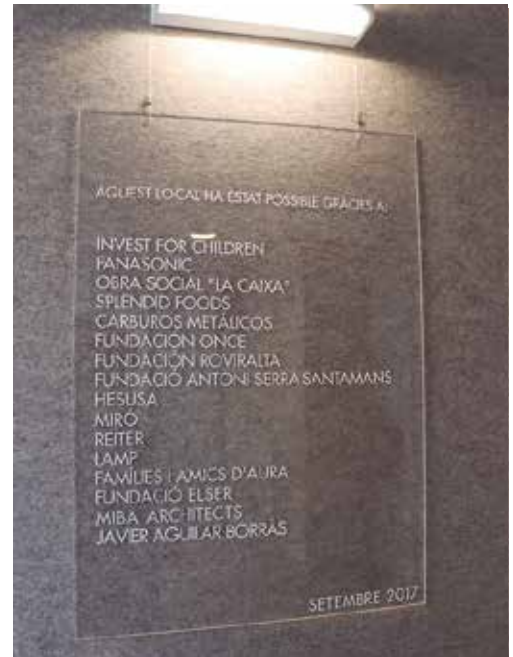 AQUEST LOCAL HA ESTAT POSSIBLE GRÀCIES A:
INVEST FOR CHILDREN
PANASONIC
OBRA SOCIAL "LA CAIXA"
SPLENDID FOODS
CARBUROS METÁLICOS
FUNDACIÓN ONCE
FUNDACIÓN ROVIRALTA
FUNDACIÓ ANTONI SERRA SANTAMANS
HESUSA
MIRÓ
REITER
LAMP
FAMÍLIES I AMICS D'AURA
FUNDACIÓ ELSER
MIBA ARCHITECTS
JAVIER AGUILAR BORRÁS
SETEMBRE 2017